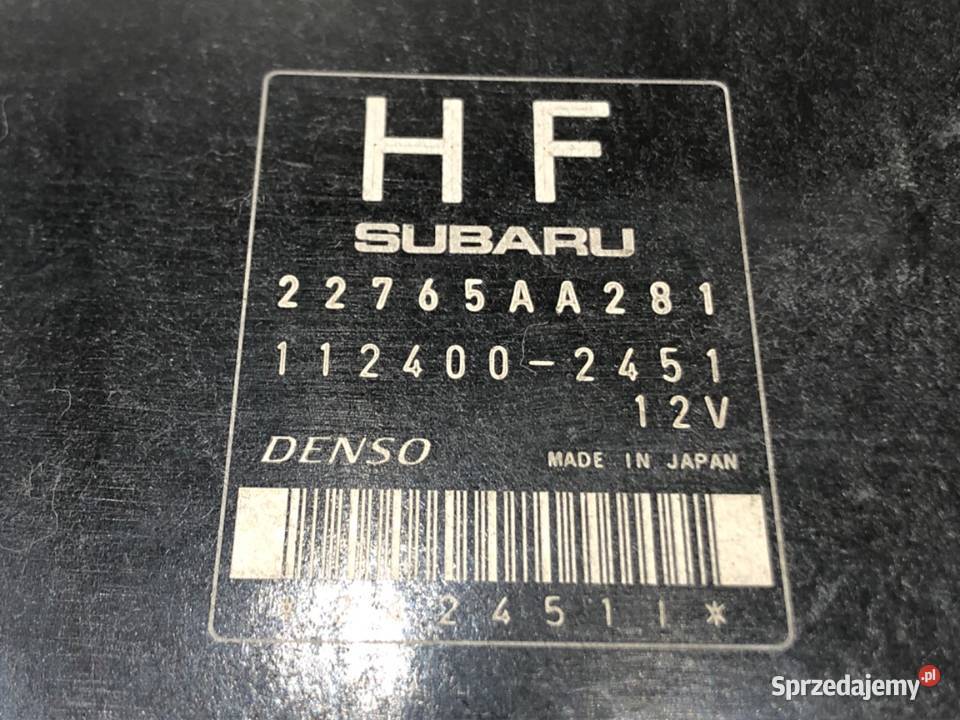 HF
SUBARU
22765AA281
112400-2451
12V
DENSO
MADE IN JAPAN
Sprzedajemy.pl